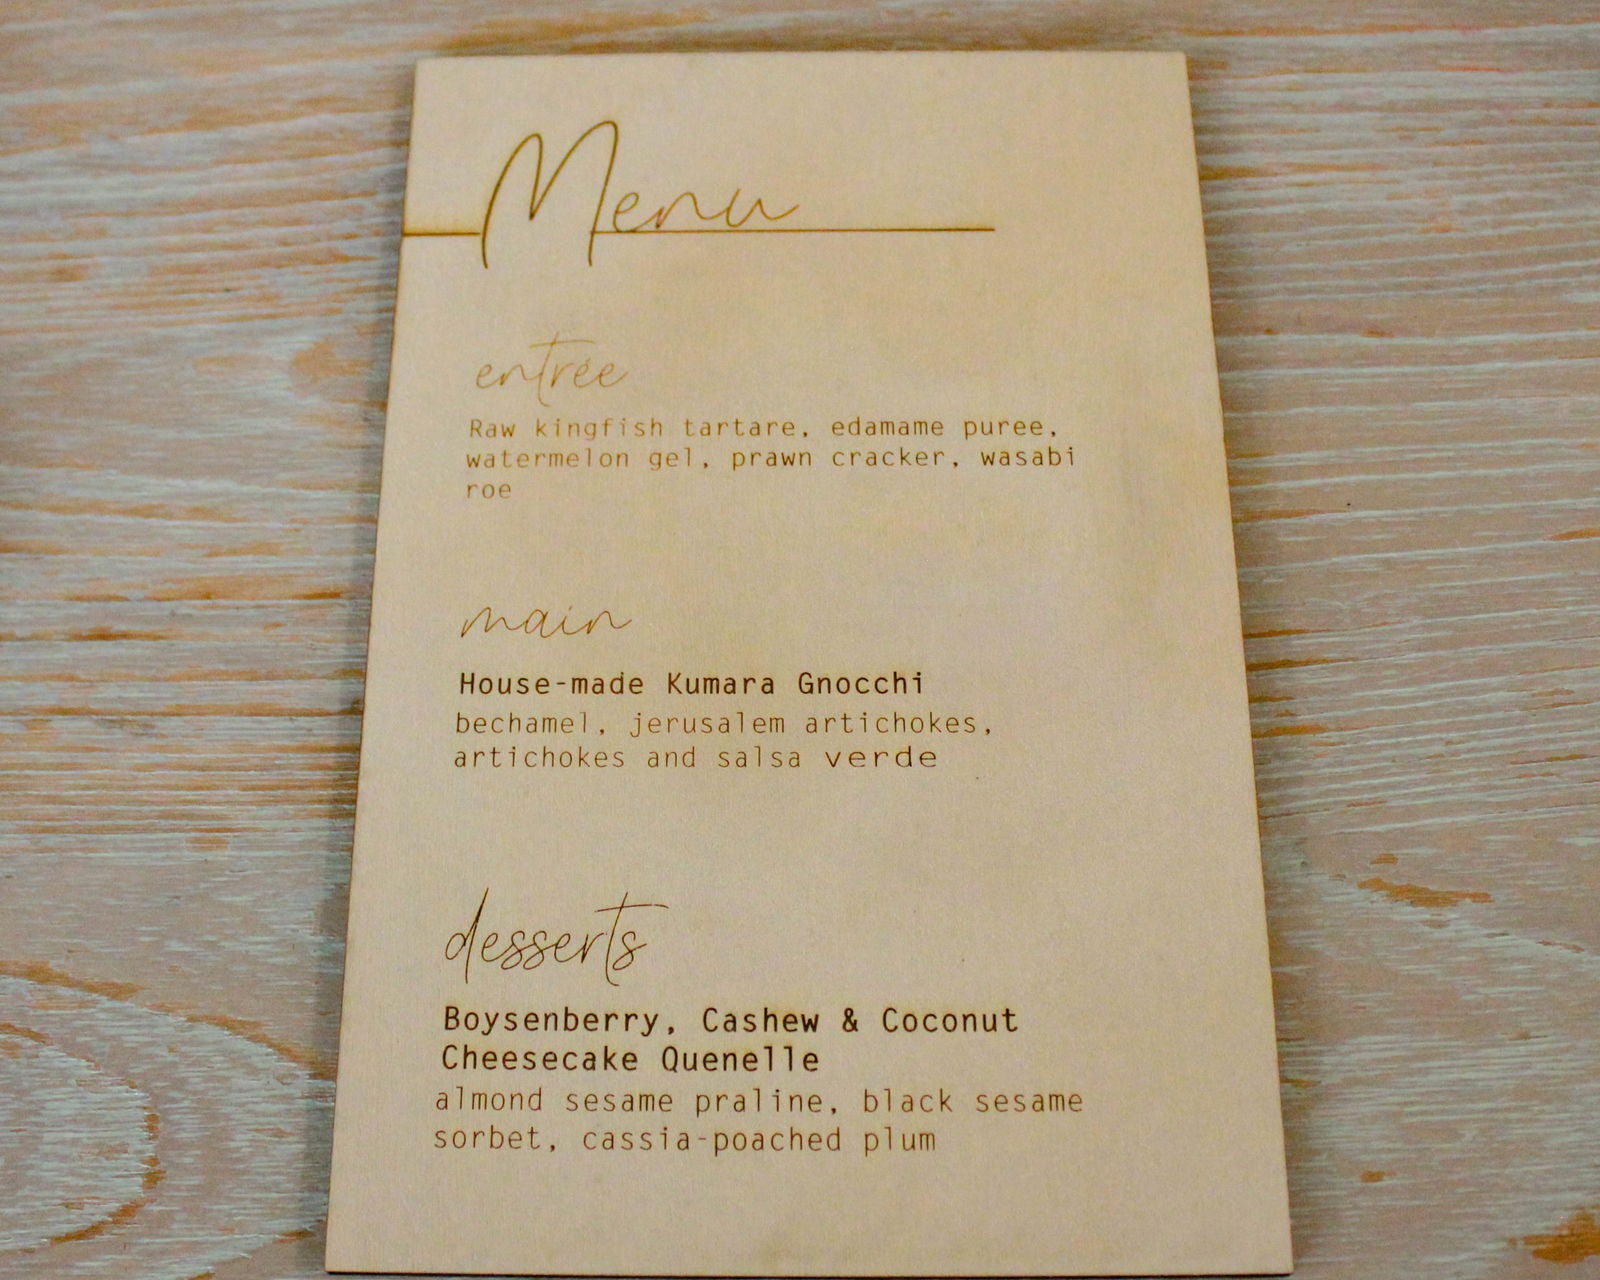 Menu
entrée
Raw kingfish tartare, edamame puree,
watermelon gel, prawn cracker, wasabi
roe
main
House-made Kumara Gnocchi
bechamel, jerusalem artichokes,
artichokes and salsa verde
desserts
Boysenberry, Cashew & Coconut
Cheesecake Quenelle
almond sesame praline, black sesame
sorbet, cassia-poached plum